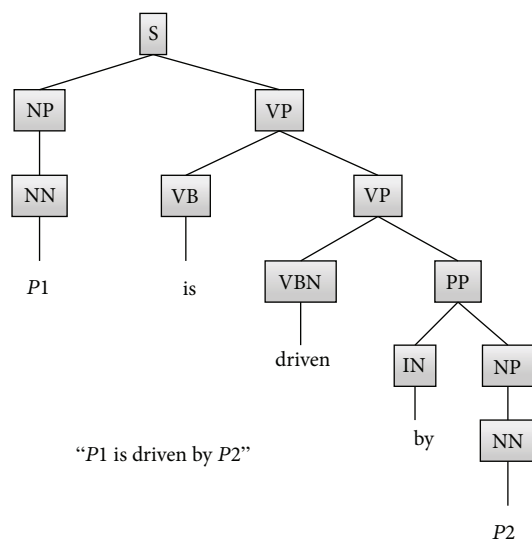 S
NP VP
NN VB VP
P1 is VBN PP
driven IN NP
by NN
“P1 is driven by P2”
P2